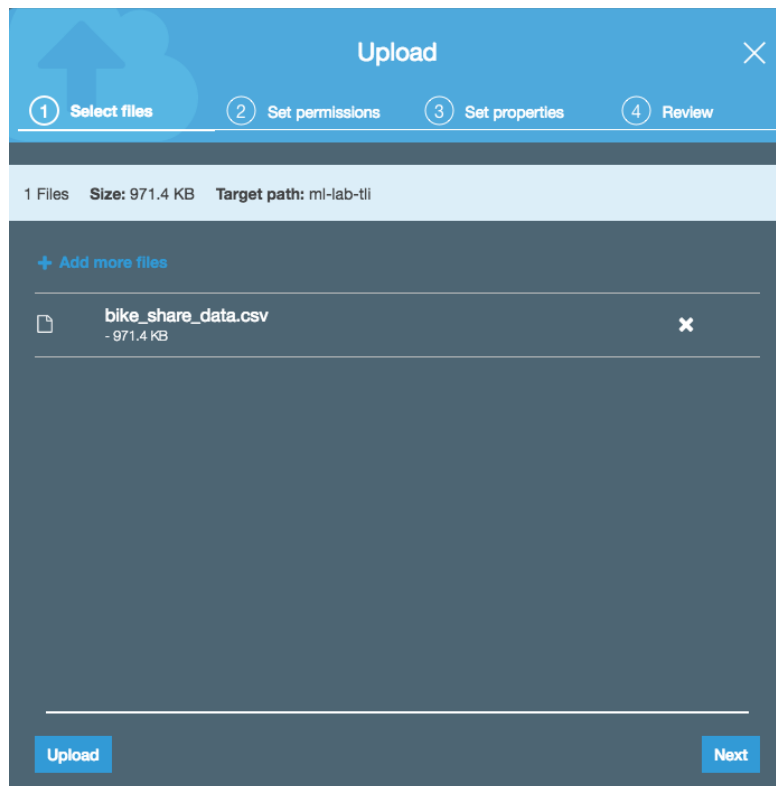 Upload
1 Select files 2 Set permissions 3 Set properties 4 Review
1 Files Size: 971.4 KB Target path: ml-lab-tli
+ Add more files
bike_share_data.csv
- 971.4 KB
Upload Next